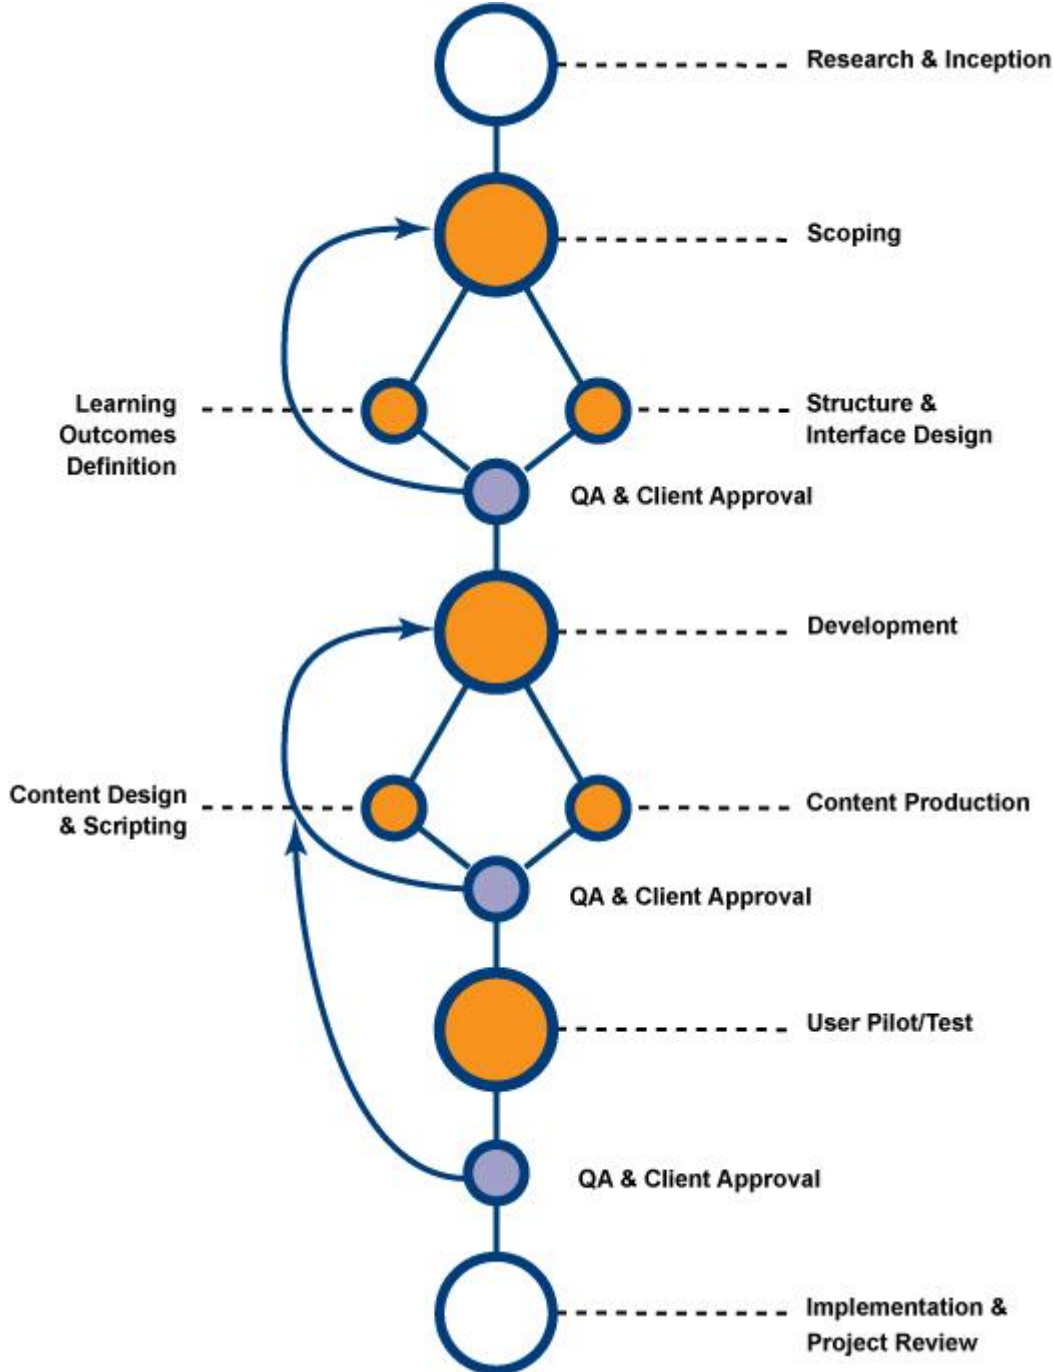 Research & Inception
Scoping
Learning
Outcomes
Definition
Structure &
Interface Design
QA & Client Approval
Development
Content Design
& Scripting
Content Production
QA & Client Approval
User Pilot/Test
QA & Client Approval
Implementation &
Project Review